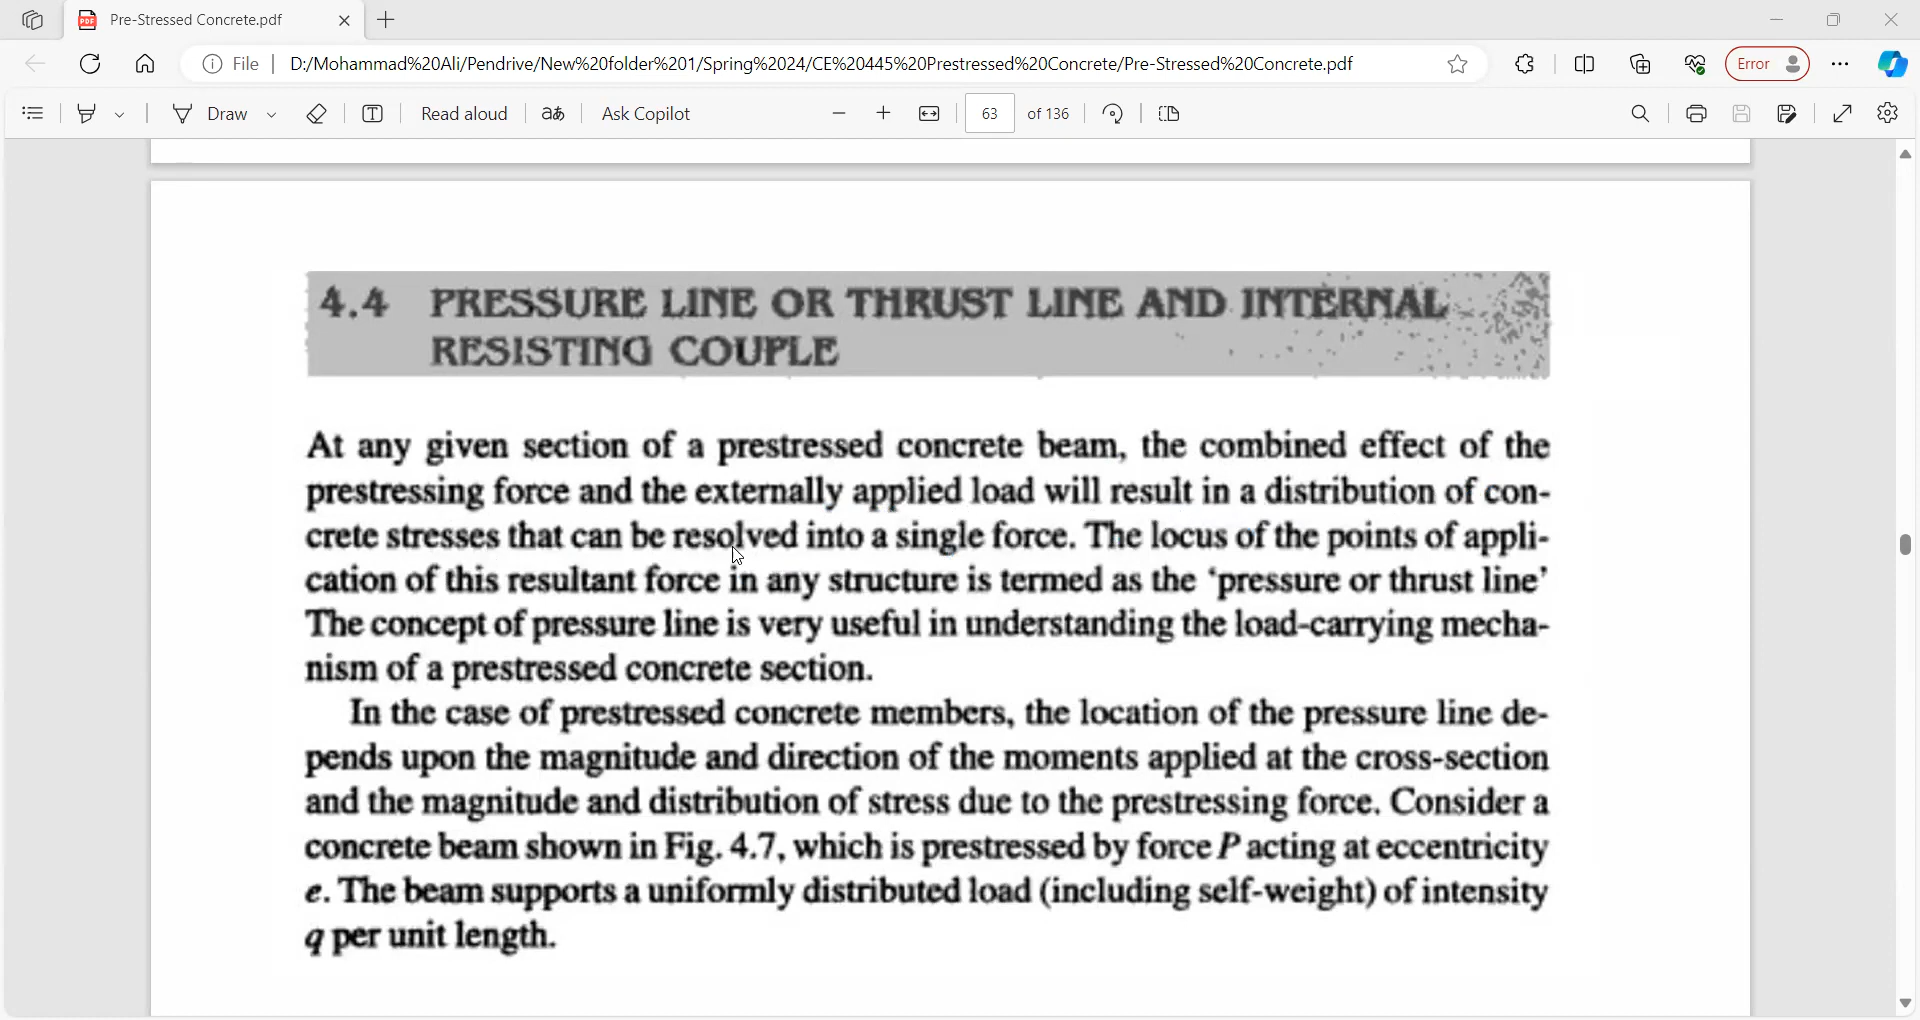 Pre-Stressed Concrete.pdf
File
D:/Mohammad%20Ali/Pendrive/New%20folder%201/Spring%2024/CE%20445%20Prestressed%20Concrete/Pre-Stressed%20Concrete.pdf
Error
Draw
Read aloud
aあ
Ask Copilot
63 of 136
4.4 PRESSURE LINE OR THRUST LINE AND INTERNAL
RESISTING COUPLE
At any given section of a prestressed concrete beam, the combined effect of the
prestressing force and the externally applied load will result in a distribution of con-
crete stresses that can be resolved into a single force. The locus of the points of appli-
cation of this resultant force in any structure is termed as the ‘pressure or thrust line’
The concept of pressure line is very useful in understanding the load-carrying mecha-
nism of a prestressed concrete section.
In the case of prestressed concrete members, the location of the pressure line de-
pends upon the magnitude and direction of the moments applied at the cross-section
and the magnitude and distribution of stress due to the prestressing force. Consider a
concrete beam shown in Fig. 4.7, which is prestressed by force P acting at eccentricity
e. The beam supports a uniformly distributed load (including self-weight) of intensity
q per unit length.